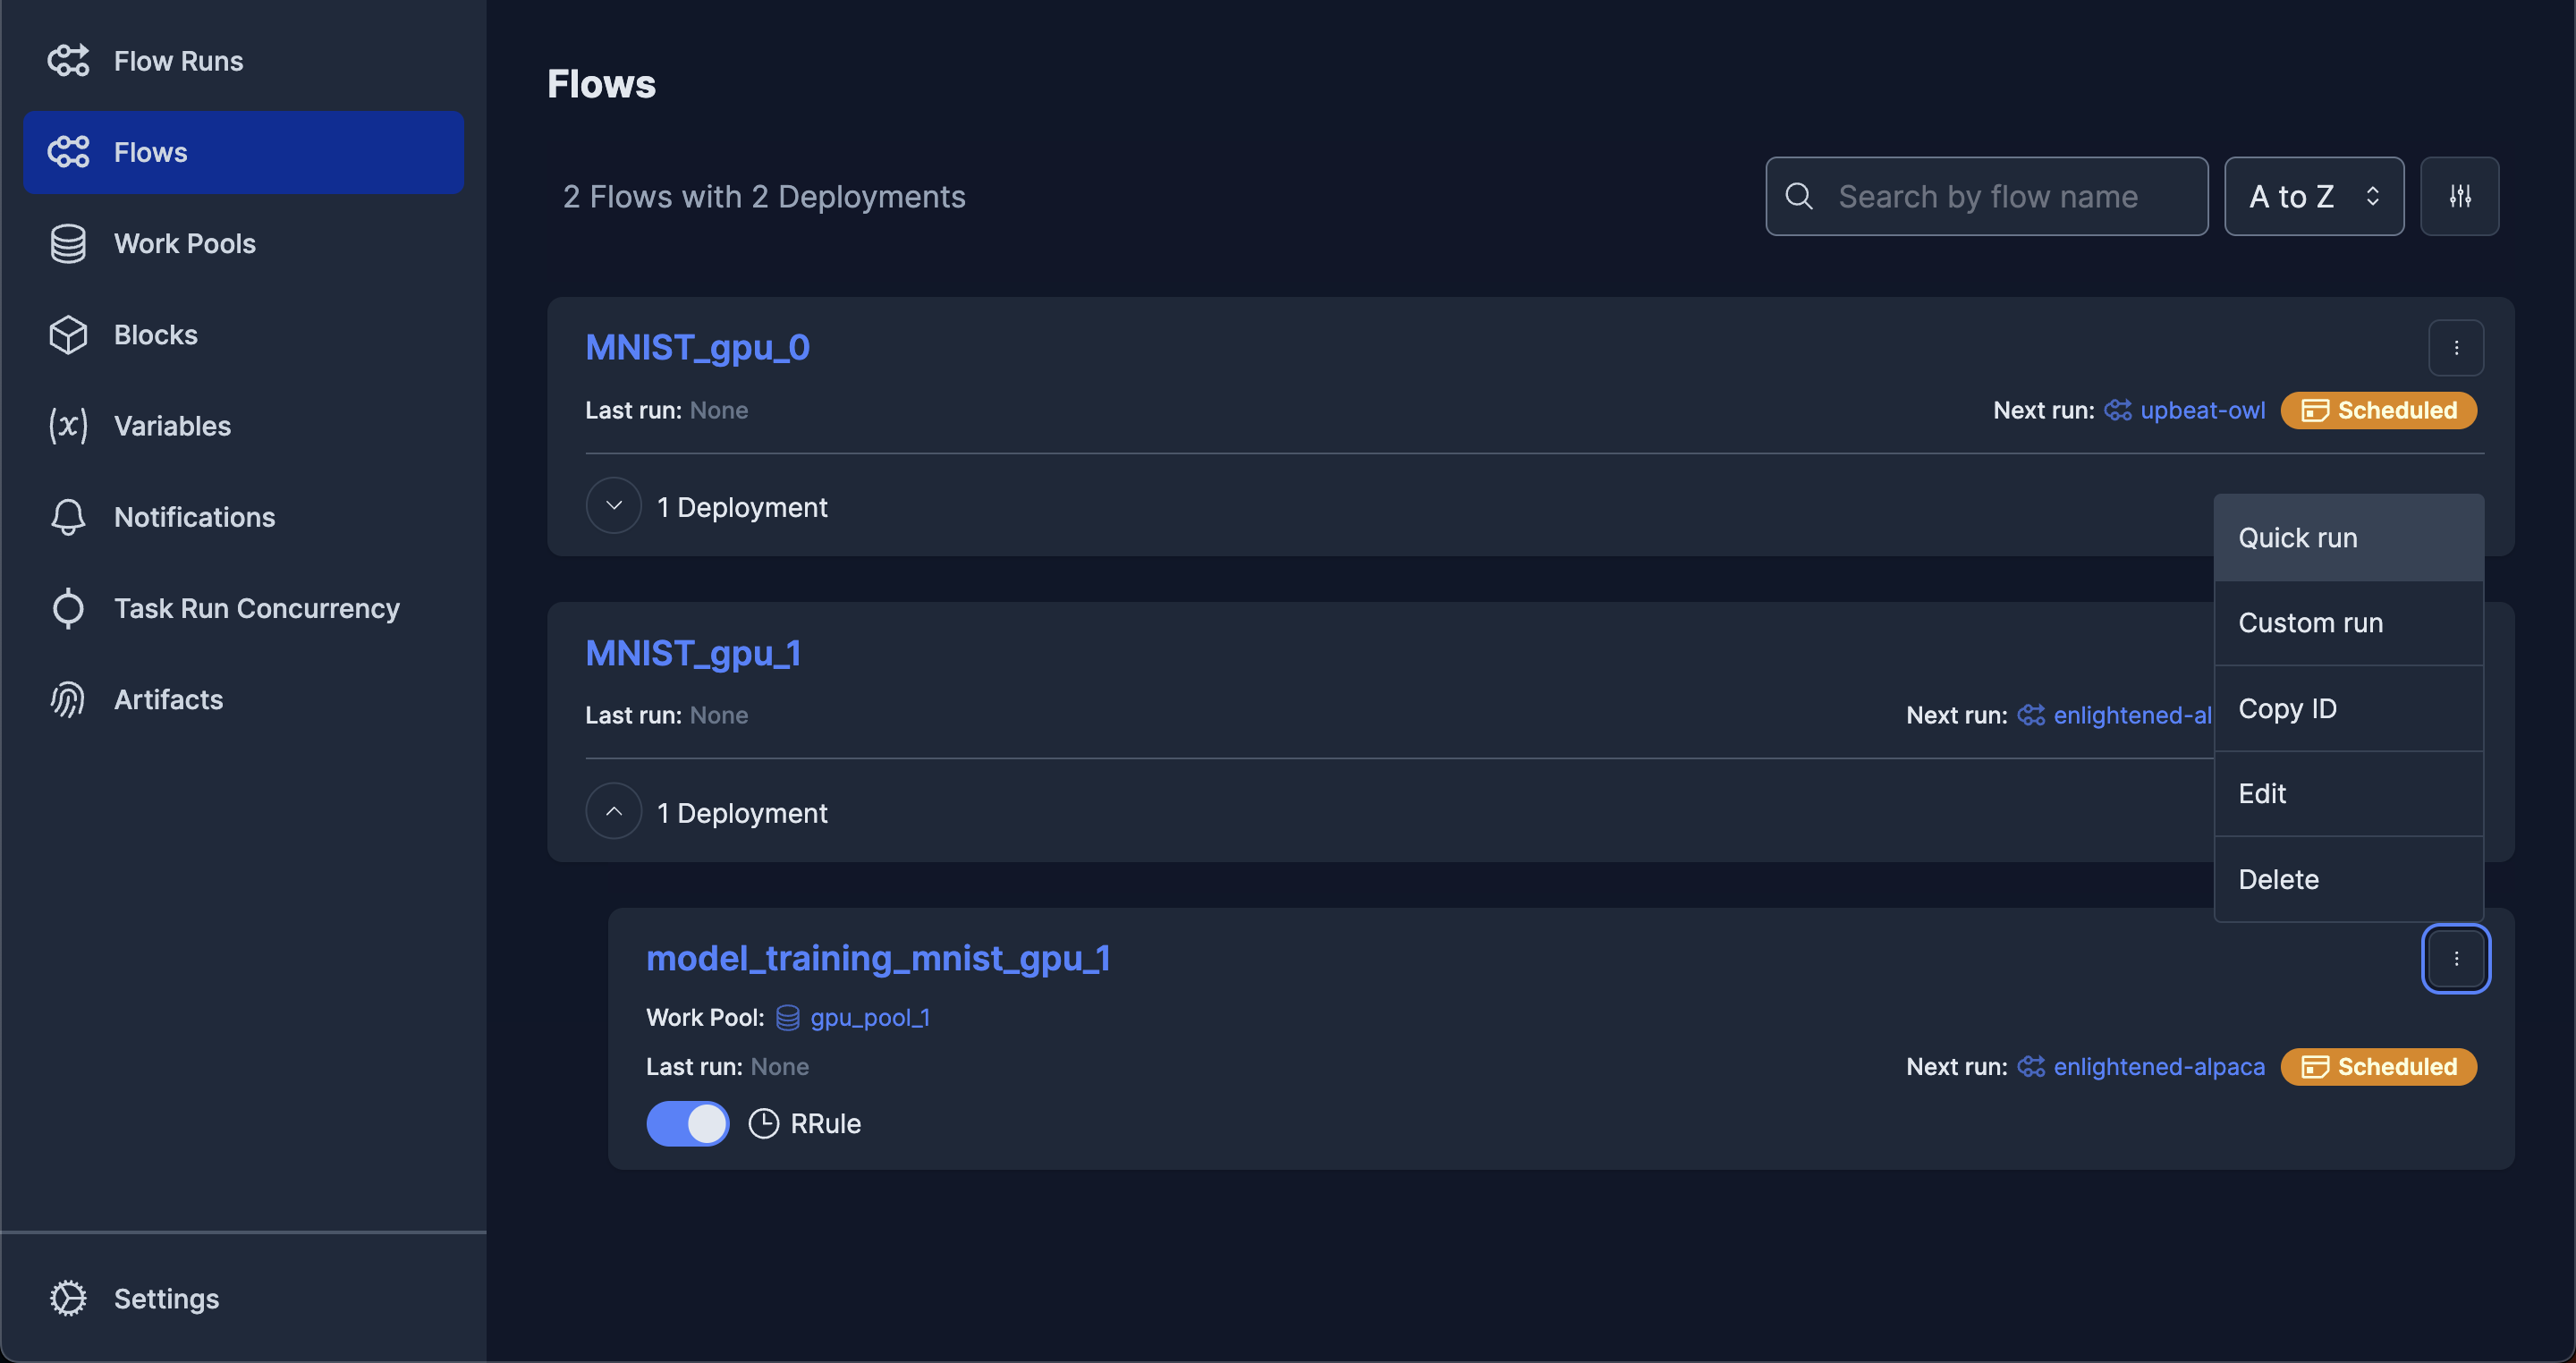 Flow Runs
Flows
Work Pools
Blocks
Variables
Notifications
Task Run Concurrency
Artifacts
Settings
Flows
2 Flows with 2 Deployments
Search by flow name
A to Z
MNIST_gpu_0
Last run: None
Next run: upbeat-owl Scheduled
1 Deployment
MNIST_gpu_1
Last run: None
Next run: enlightened-al
1 Deployment
Quick run
Custom run
Copy ID
Edit
Delete
model_training_mnist_gpu_1
Work Pool: gpu_pool_1
Last run: None
Next run: enlightened-alpaca Scheduled
RRule